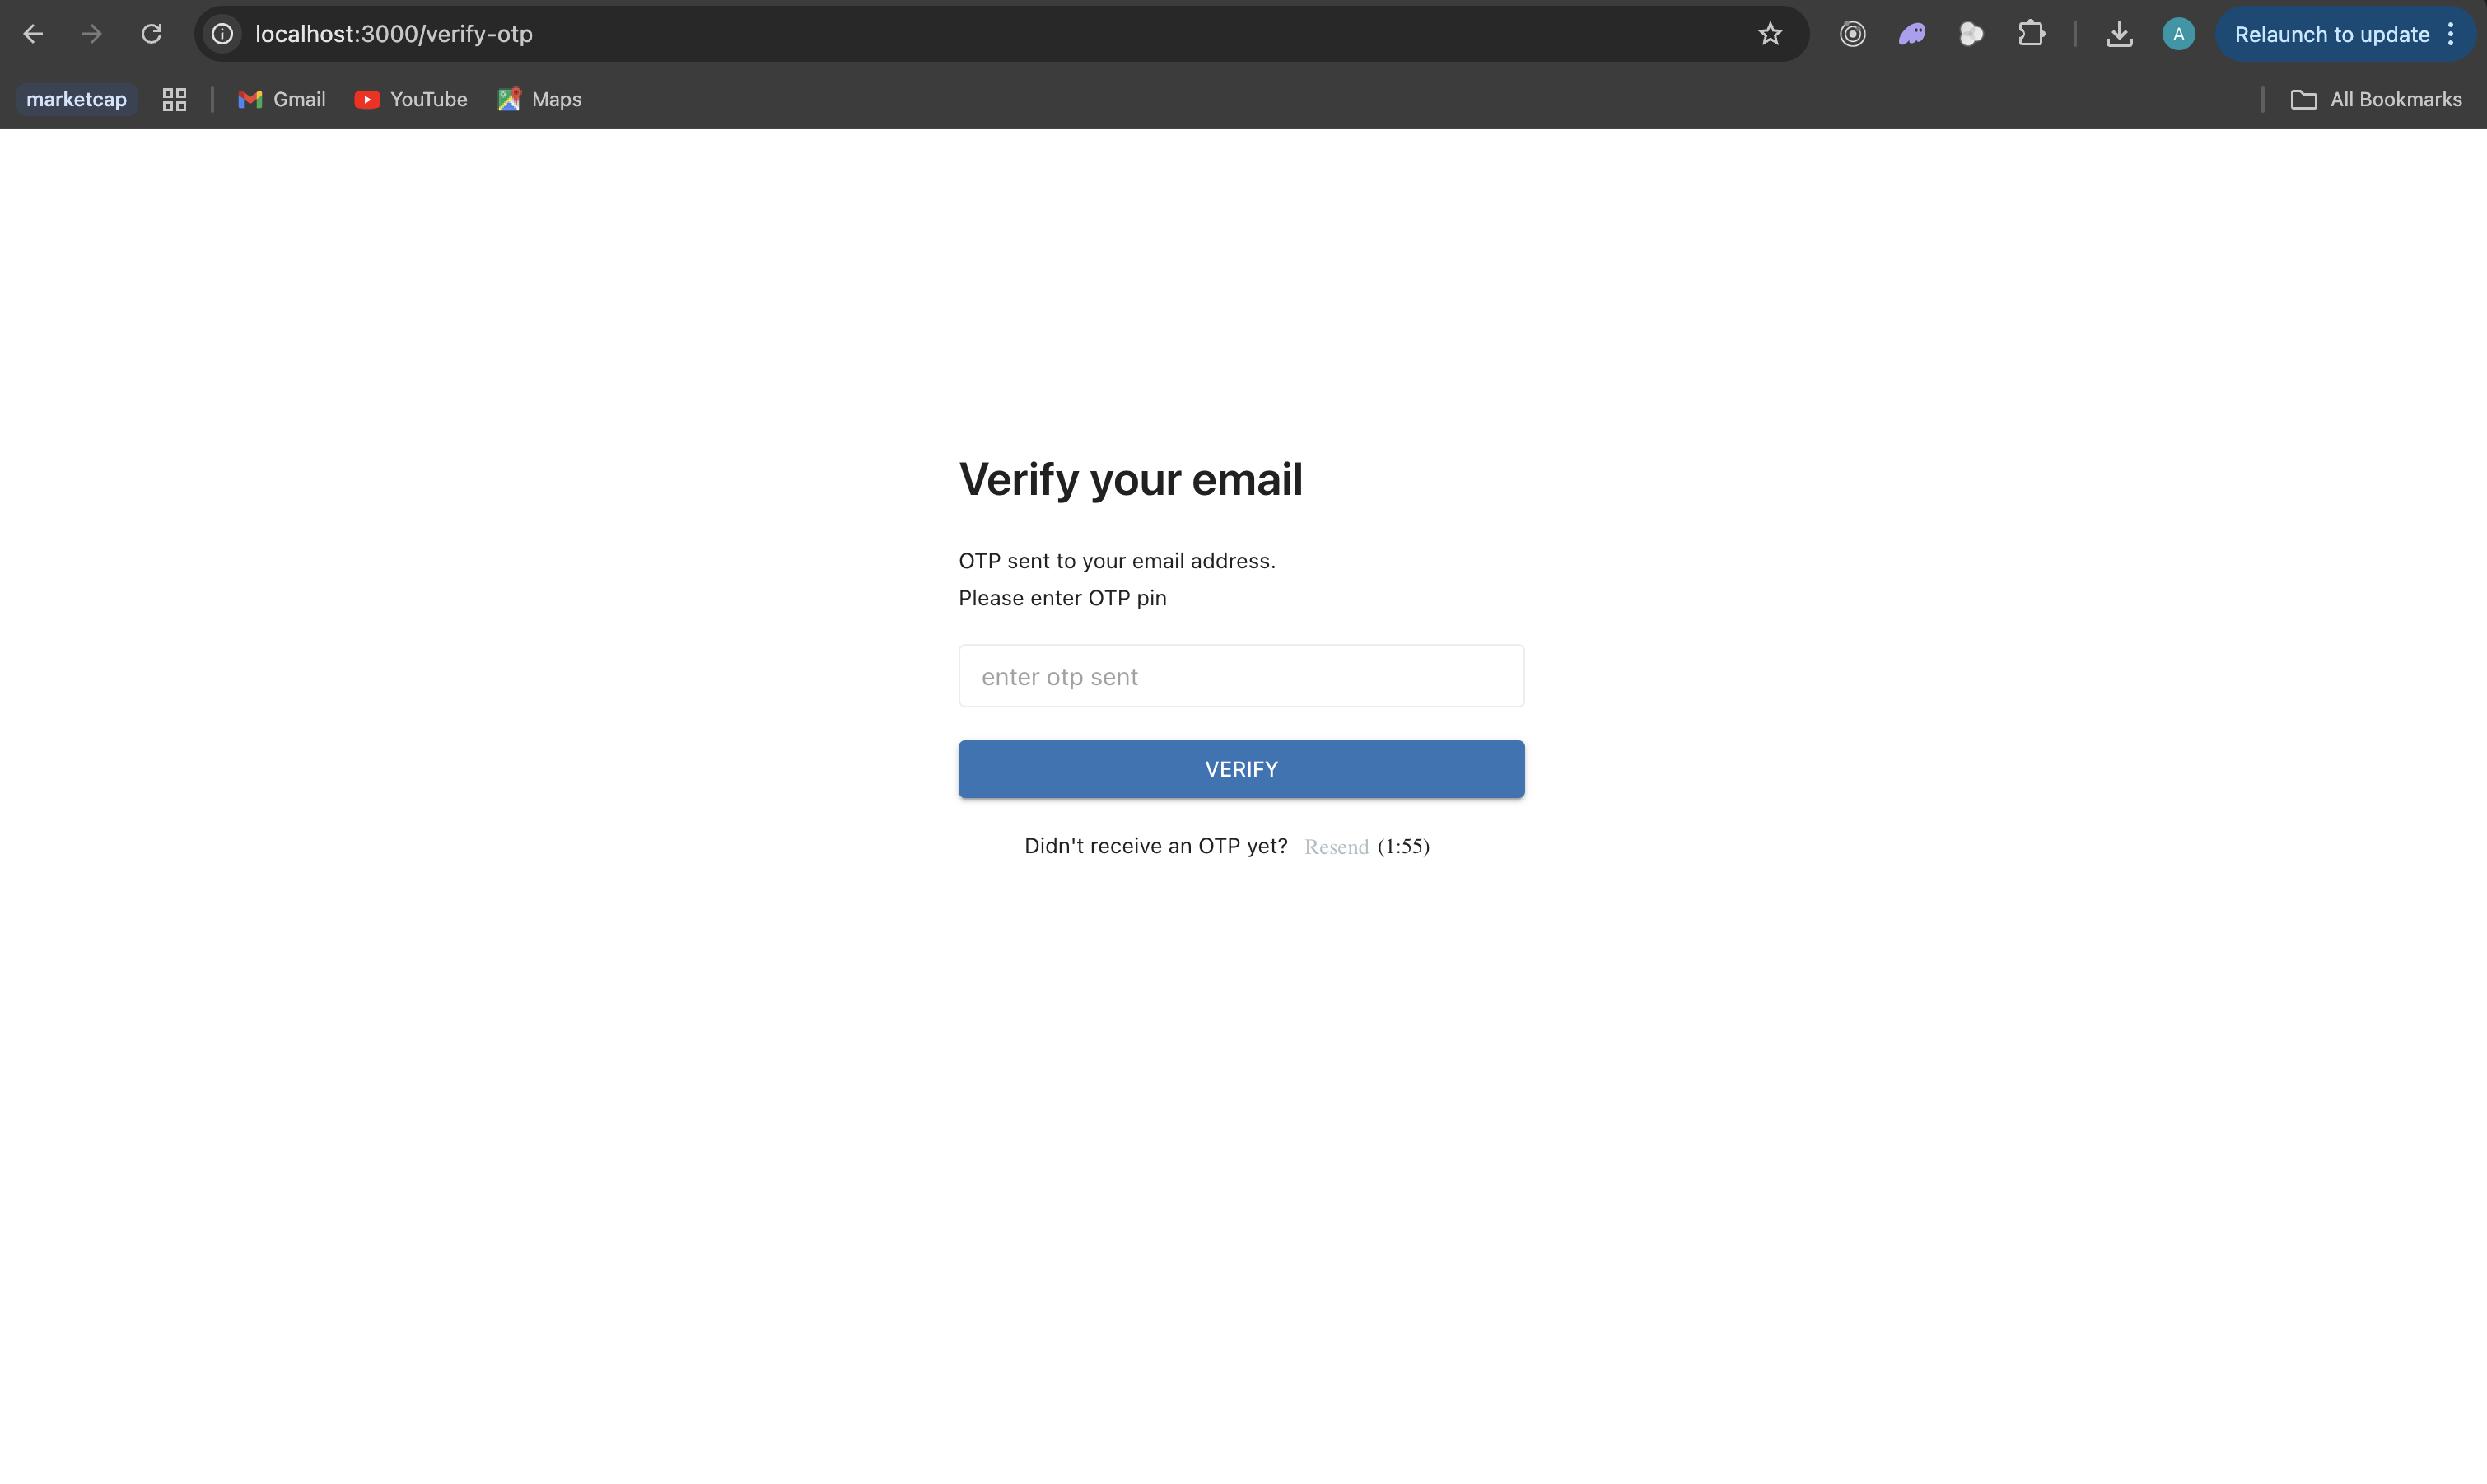 localhost:3000/verify-otp
A
Relaunch to update
marketcap
Gmail
YouTube
Maps
All Bookmarks
Verify your email
OTP sent to your email address.
Please enter OTP pin
enter otp sent
VERIFY
Didn't receive an OTP yet? Resend (1:55)